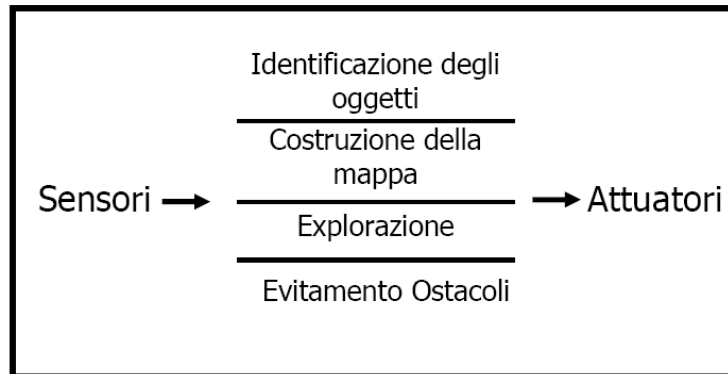 Identificazione degli
oggetti
Costruzione della
mappa
Sensori
Attuatori
Explorazione
Evitamento Ostacoli